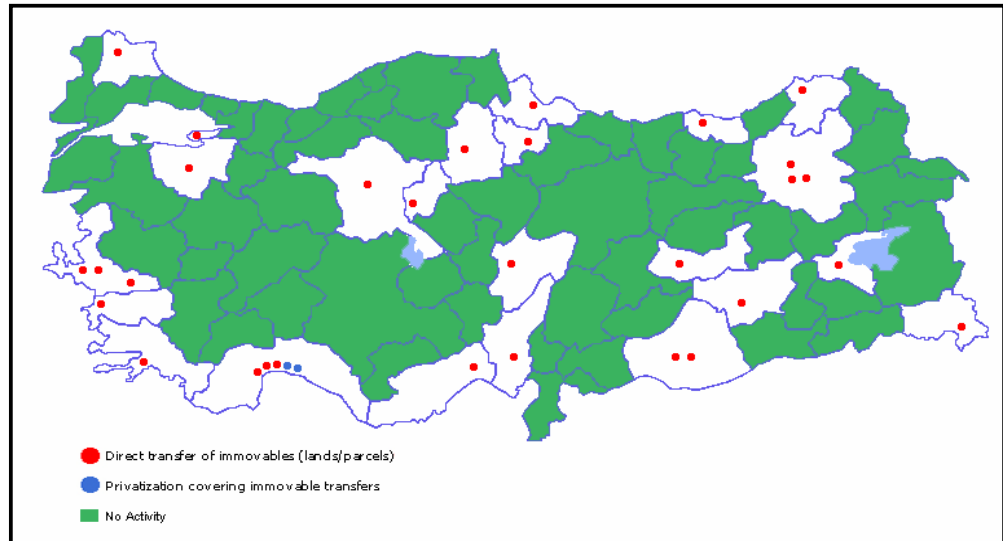 Direct transfer of immovables (lands/parcels)
Privatization covering immovable transfers
No Activity